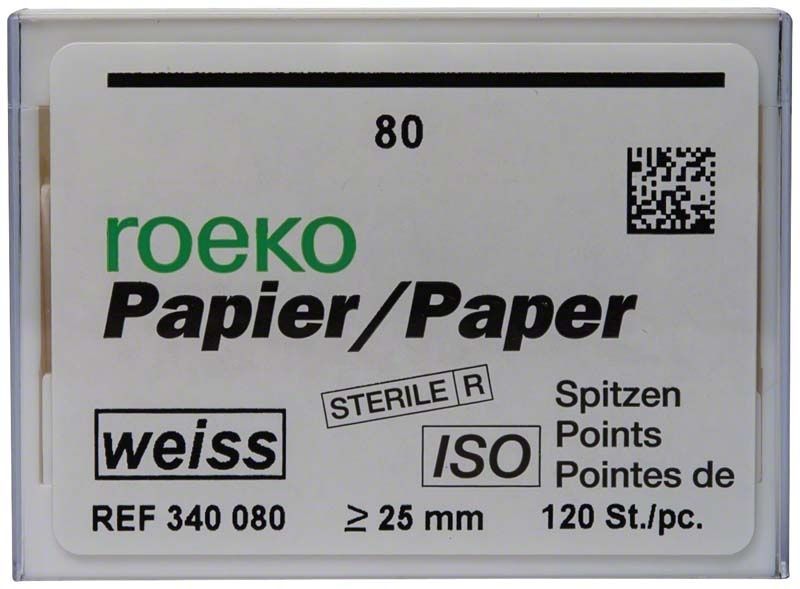 80
roeko
Papier/Paper
STERILE R
weiss
ISO
Spitzen
Points
Pointes de
REF 340 080
≥ 25 mm
120 St./pc.